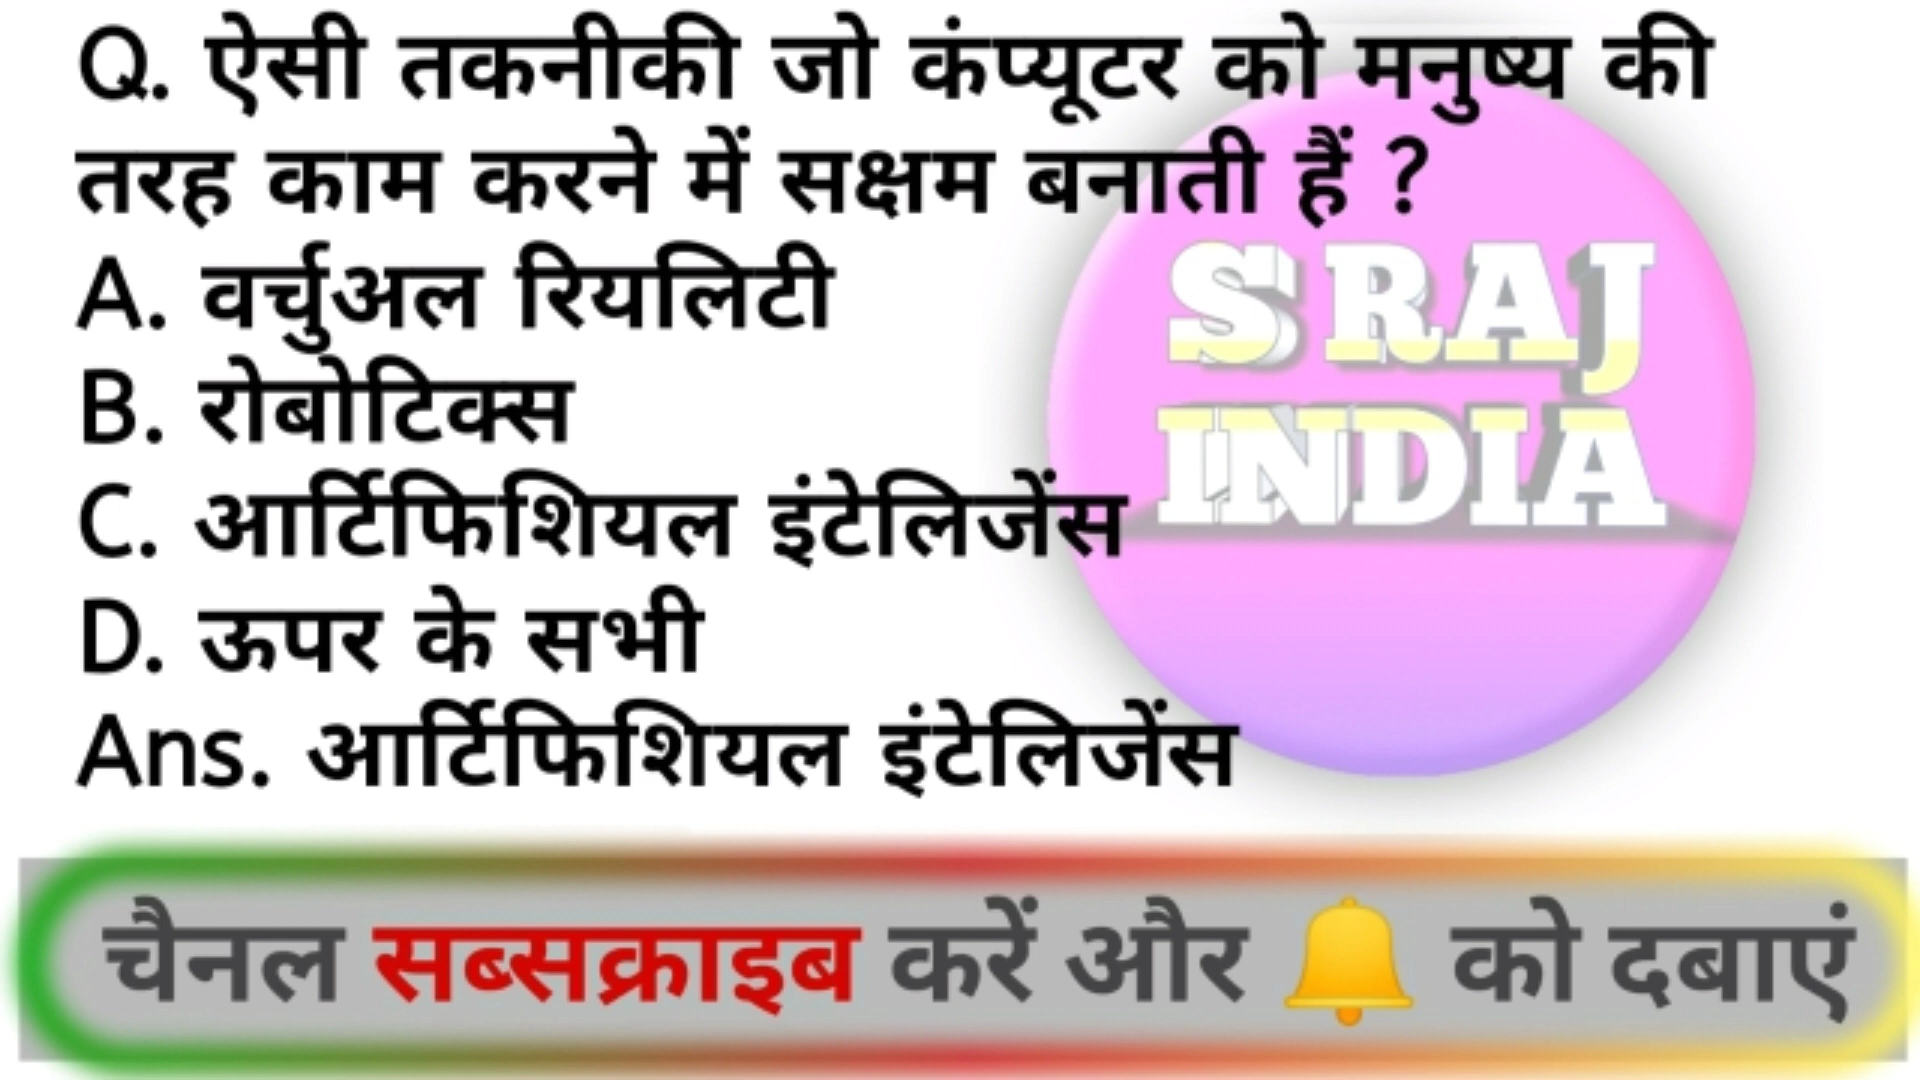 Q. ऐसी तकनीकी जो कंप्यूटर को मनुष्य की
तरह काम करने में सक्षम बनाती हैं ?
A. वर्चुअल रियलिटी
B. रोबोटिक्स
C. आर्टिफिशियल इंटेलिजेंस
D. ऊपर के सभी
Ans. आर्टिफिशियल इंटेलिजेंस
S RAJ
INDIA
चैनल सब्सक्राइब करें और 🔔 को दबाएं